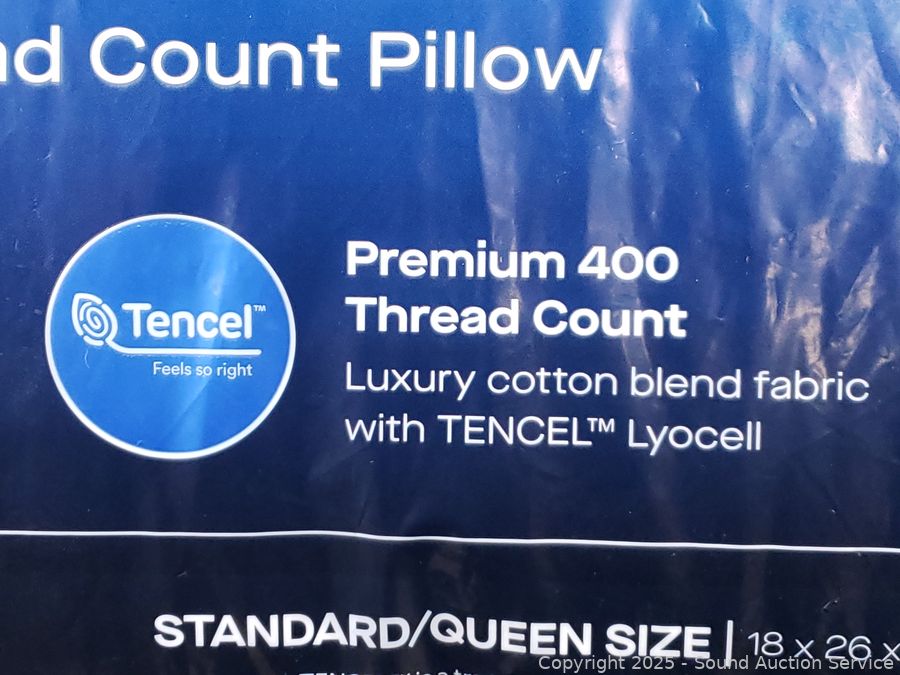 ad Count Pillow
Tencel™
Feels so right
Premium 400
Thread Count
Luxury cotton blend fabric
with TENCEL™ Lyocell
STANDARD/QUEEN SIZE | 18 x 26 x
Copyright 2025 - Sound Auction Service